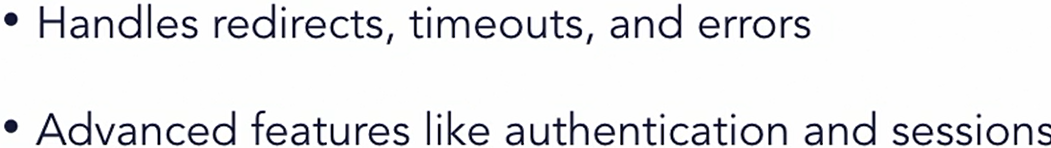 • Handles redirects, timeouts, and errors
• Advanced features like authentication and sessions